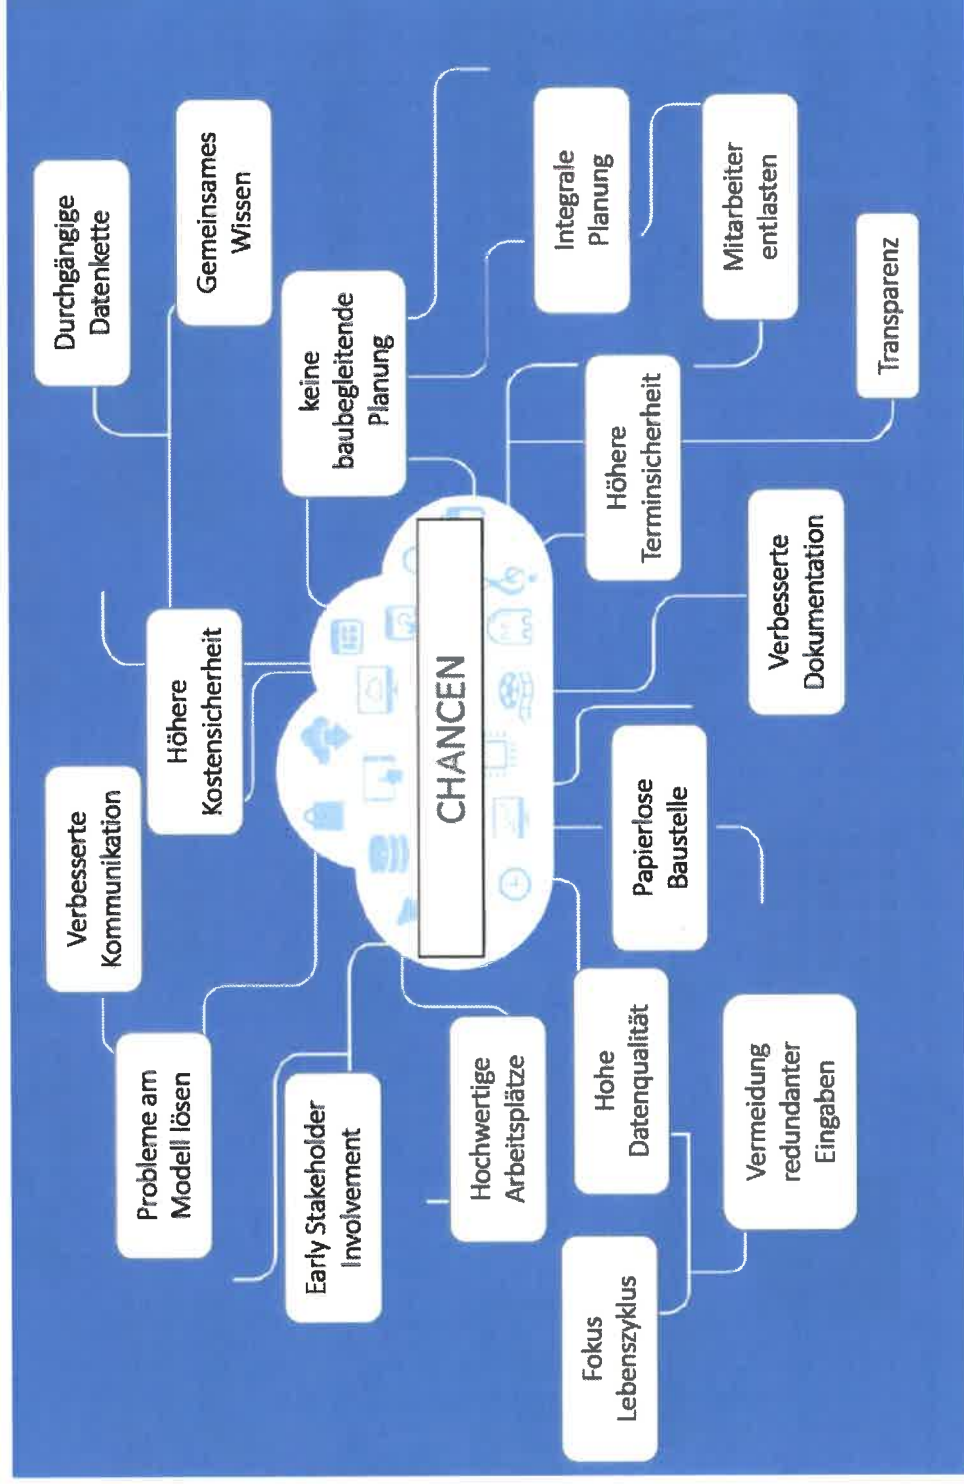 Durchgängige
Datenkette
Verbesserte
Kommunikation
Probleme am
Modell lösen
Höhere
Kostensicherheit
Gemeinsames
Wissen
Early Stakeholder
Involvement
keine
baubegleitende
Planung
CHANCEN
Hochwertige
Arbeitsplätze
Integrale
Planung
Fokus
Lebenszyklus
Hohe
Datenqualität
Höhere
Terminsicherheit
Papierlose
Baustelle
Mitarbeiter
entlasten
Vermeidung
redundanter
Eingaben
Verbesserte
Dokumentation
Transparenz